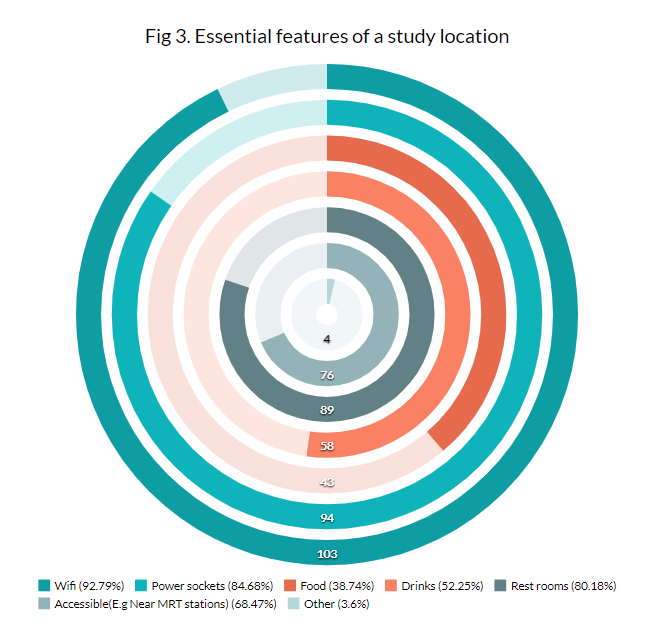 Fig 3. Essential features of a study location
4
76
89
58
43
94
103
Wifi (92.79%) Power sockets (84.68%) Food (38.74%) Drinks (52.25%) Rest rooms (80.18%)
Accessible(E.g Near MRT stations) (68.47%) Other (3.6%)